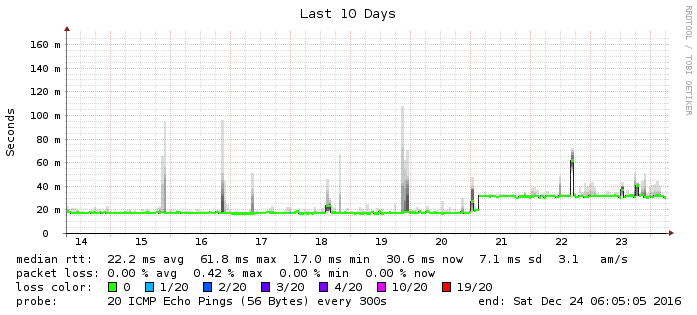 Last 10 Days
RRDTOOL / TOBI OETIKER
Seconds
160 m
140 m
120 m
100 m
80 m
60 m
40 m
20 m
0
14 15 16 17 18 19 20 21 22 23
median rtt: 22.2 ms avg 61.8 ms max 17.0 ms min 30.6 ms now 7.1 ms sd 3.1 am/s
packet loss: 0.00 % avg 0.42 % max 0.00 % min 0.00 % now
loss color: 0 1/20 2/20 3/20 4/20 10/20 19/20
probe: 20 ICMP Echo Pings (56 Bytes) every 300s end: Sat Dec 24 06:05:05 2016